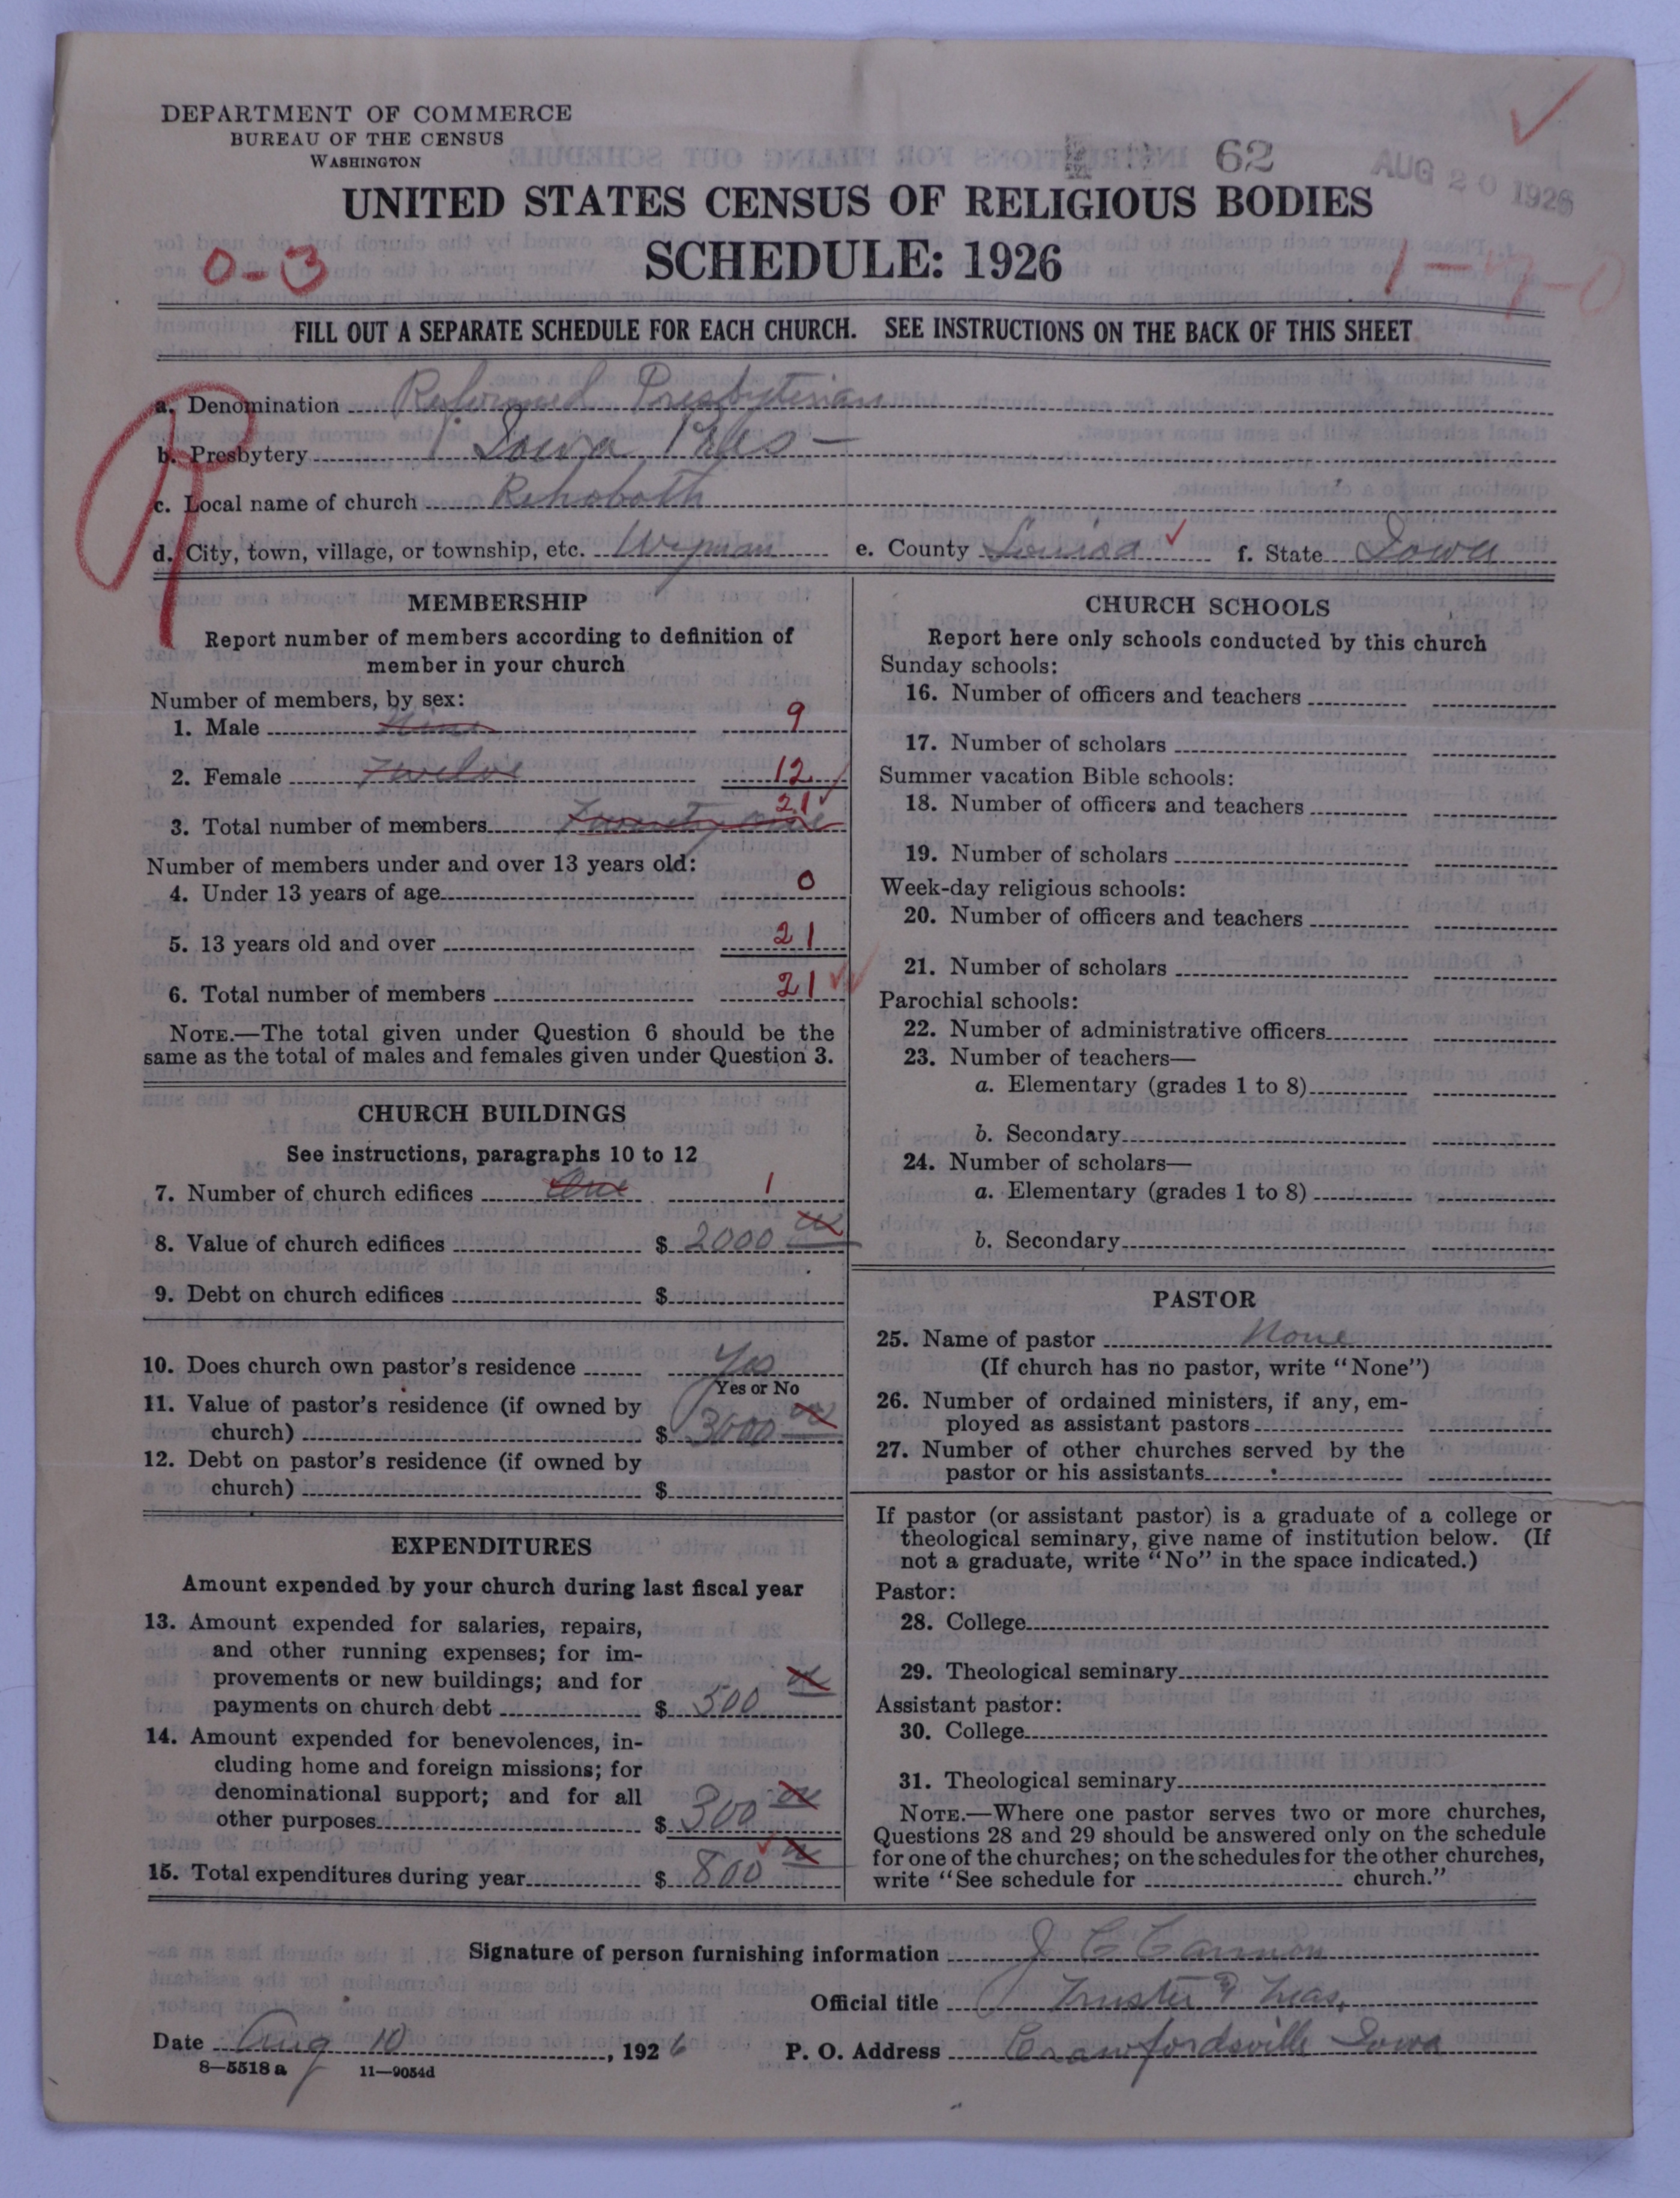 DEPARTMENT OF COMMERCE
BUREAU OF THE CENSUS
WASHINGTON
62
AUG 20 1926
UNITED STATES CENSUS OF RELIGIOUS BODIES
SCHEDULE: 1926
0-3
1-7-0
FILL OUT A SEPARATE SCHEDULE FOR EACH CHURCH. SEE INSTRUCTIONS ON THE BACK OF THIS SHEET
a. Denomination Reformed Presbyterian
b. Presbytery Iowa Pres-
c. Local name of church Rehoboth
d. City, town, village, or township, etc. Wyman e. County Louisa f. State Iowa
MEMBERSHIP
Report number of members according to definition of
member in your church
Number of members, by sex:
1. Male Nine 9
2. Female Twelve 12
21
3. Total number of members Twenty one
Number of members under and over 13 years old:
4. Under 13 years of age 0
5. 13 years old and over 21
6. Total number of members 21
NOTE.—The total given under Question 6 should be the
same as the total of males and females given under Question 3.
CHURCH BUILDINGS
See instructions, paragraphs 10 to 12
7. Number of church edifices One 1
8. Value of church edifices $ 2000 00
9. Debt on church edifices $
10. Does church own pastor's residence Yes
Yes or No
11. Value of pastor's residence (if owned by
church) $ 3000 00
12. Debt on pastor's residence (if owned by
church) $
EXPENDITURES
Amount expended by your church during last fiscal year
13. Amount expended for salaries, repairs,
and other running expenses; for im-
provements or new buildings; and for
payments on church debt $ 500 00
14. Amount expended for benevolences, in-
cluding home and foreign missions; for
denominational support; and for all
other purposes $ 300 00
15. Total expenditures during year $ 800 00
CHURCH SCHOOLS
Report here only schools conducted by this church
Sunday schools:
16. Number of officers and teachers
17. Number of scholars
Summer vacation Bible schools:
18. Number of officers and teachers
19. Number of scholars
Week-day religious schools:
20. Number of officers and teachers
21. Number of scholars
Parochial schools:
22. Number of administrative officers
23. Number of teachers—
a. Elementary (grades 1 to 8)
b. Secondary
24. Number of scholars—
a. Elementary (grades 1 to 8)
b. Secondary
PASTOR
25. Name of pastor None
(If church has no pastor, write "None")
26. Number of ordained ministers, if any, em-
ployed as assistant pastors
27. Number of other churches served by the
pastor or his assistants
If pastor (or assistant pastor) is a graduate of a college or
theological seminary, give name of institution below. (If
not a graduate, write "No" in the space indicated.)
Pastor:
28. College
29. Theological seminary
Assistant pastor:
30. College
31. Theological seminary
NOTE.—Where one pastor serves two or more churches,
Questions 28 and 29 should be answered only on the schedule
for one of the churches; on the schedules for the other churches,
write "See schedule for church."
Signature of person furnishing information J C Cannon
Official title Trustee & Treas.
Date Aug 10, 1926 P. O. Address Crawfordsville Iowa
8—5518 a 11—9054d